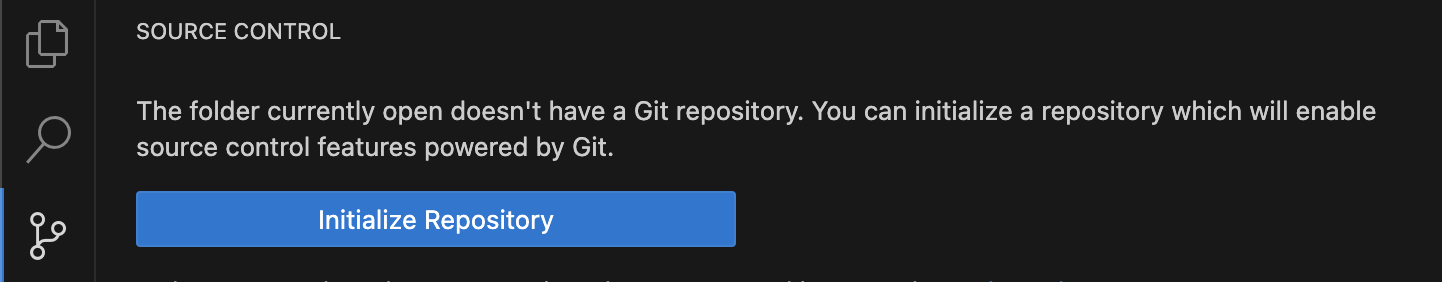 SOURCE CONTROL
The folder currently open doesn't have a Git repository. You can initialize a repository which will enable
source control features powered by Git.
Initialize Repository